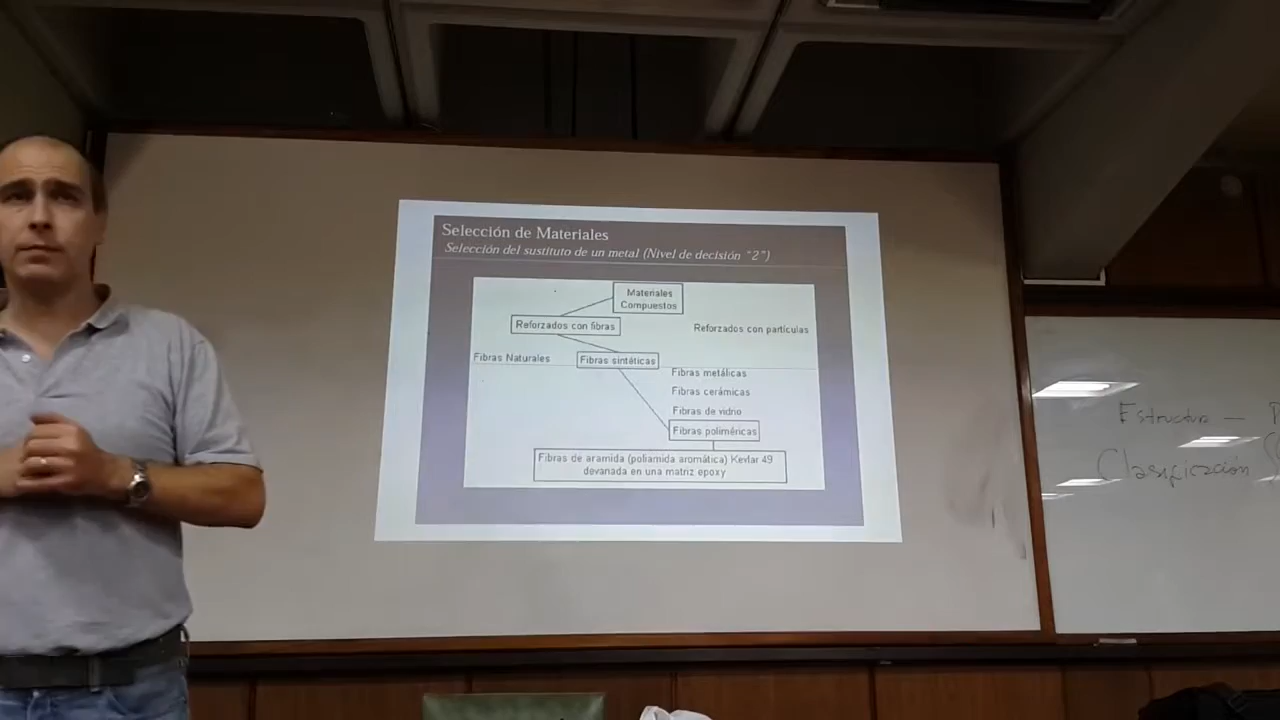 Selección de Materiales
Selección del sustituto de un metal (Nivel de decisión "2")
Materiales
Compuestos
Reforzados con fibras
Reforzados con partículas
Fibras Naturales
Fibras sintéticas
Fibras metálicas
Fibras cerámicas
Fibras de vidrio
Fibras poliméricas
Fibras de aramida (poliamida aromática) Kevlar 49
devanada en una matriz epoxy
Estructura —
Clasificación